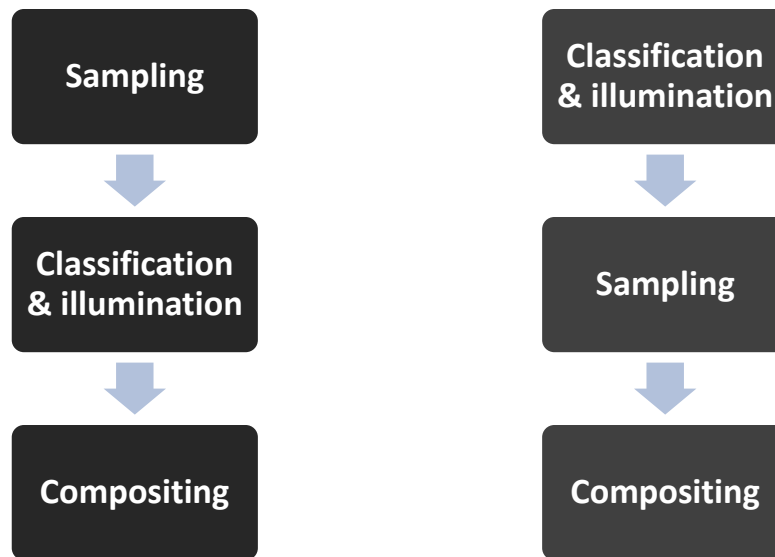 Sampling
Classification
& illumination
Compositing
Classification
& illumination
Sampling
Compositing